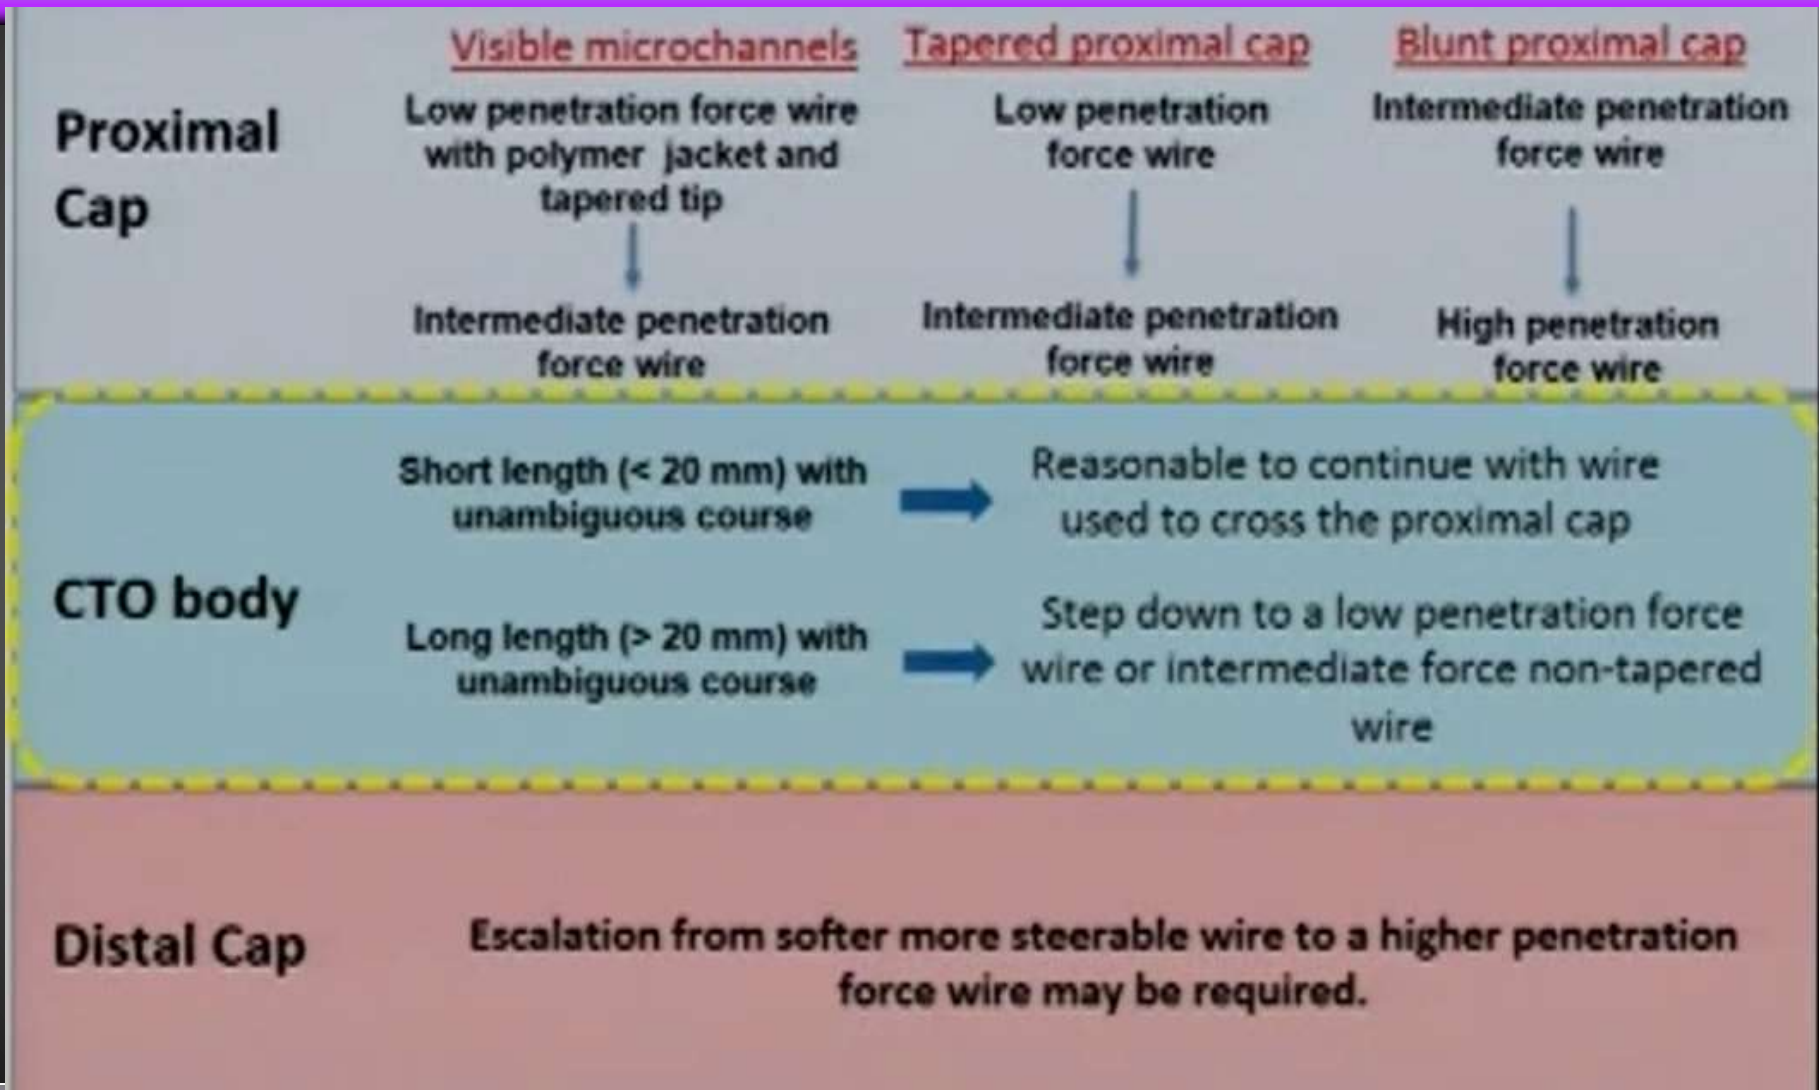 Visible microchannels
Low penetration force wire
with polymer jacket and
tapered tip
Intermediate penetration
force wire
Tapered proximal cap
Low penetration
force wire
Intermediate penetration
force wire
Blunt proximal cap
Intermediate penetration
force wire
High penetration
force wire
Proximal
Cap
Short length (< 20 mm) with
unambiguous course
Reasonable to continue with wire
used to cross the proximal cap
CTO body
Long length (> 20 mm) with
unambiguous course
Step down to a low penetration force
wire or intermediate force non-tapered
wire
Distal Cap
Escalation from softer more steerable wire to a higher penetration
force wire may be required.